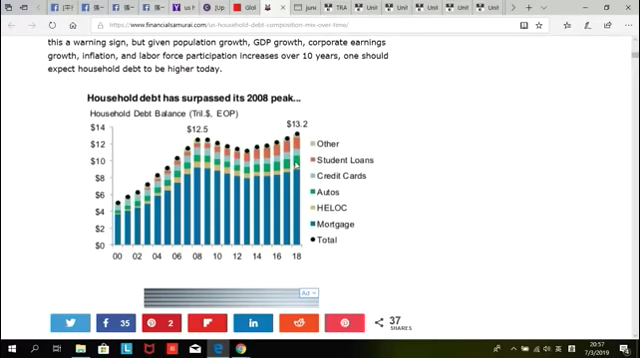 https://www.financialsamurai.com/us-household-debt-composition-mix-over-time/
this a warning sign, but given population growth, GDP growth, corporate earnings
growth, inflation, and labor force participation increases over 10 years, one should
expect household debt to be higher today.
Household debt has surpassed its 2008 peak...
Household Debt Balance (Tril.$, EOP)
$14
$12
$10
$8
$6
$4
$2
$0
$12.5
$13.2
Other
Student Loans
Credit Cards
Autos
HELOC
Mortgage
Total
00 02 04 06 08 10 12 14 16 18
Ad
35
2
37
SHARES
20:57
7/3/2019